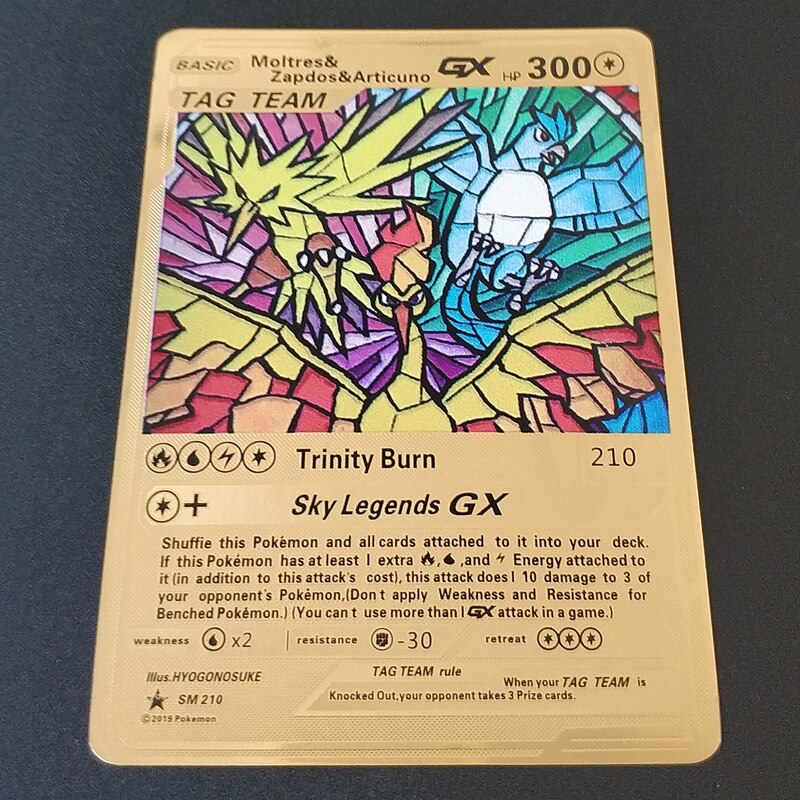 BASIC Moltres&
Zapdos&Articuno GX HP 300
TAG TEAM
Trinity Burn 210
+ Sky Legends GX
Shuffie this Pokémon and all cards attached to it into your deck.
If this Pokémon has at least l extra , ,and Energy attached to
it (in addition to this attack's cost), this attack does l 10 damage to 3 of
your opponent's Pokémon,(Don t apply Weakness and Resistance for
Benched Pokémon.) (You can t use more than l GX attack in a game.)
weakness x2 resistance -30 retreat
Illus.HYOGONOSUKE
TAG TEAM rule
When your TAG TEAM is
Knocked Out,your opponent takes 3 Prize cards.
SM 210
©2019 Pokemon